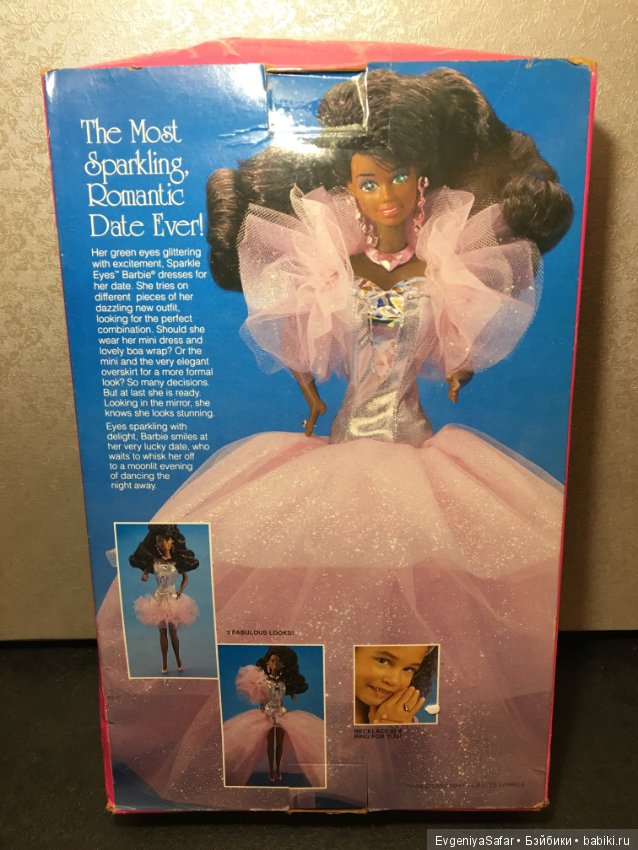 The Most
Sparkling,
Romantic
Date Ever!
Her green eyes glittering
with excitement, Sparkle
Eyes™ Barbie® dresses for
her date. She tries on
different pieces of her
dazzling new outfit,
looking for the perfect
combination. Should she
wear her mini dress and
lovely boa wrap? Or the
mini and the very elegant
overskirt for a more formal
look? So many decisions.
But at last she is ready.
Looking in the mirror, she
knows she looks stunning.
Eyes sparkling with
delight, Barbie smiles at
her very lucky date, who
waits to whisk her off
to a moonlit evening
of dancing the
night away.
3 FABULOUS LOOKS!
NECKLACE IS A
RING FOR YOU!
EYES SPARKLE
EvgeniyaSafar • Бэйбики • babiki.ru